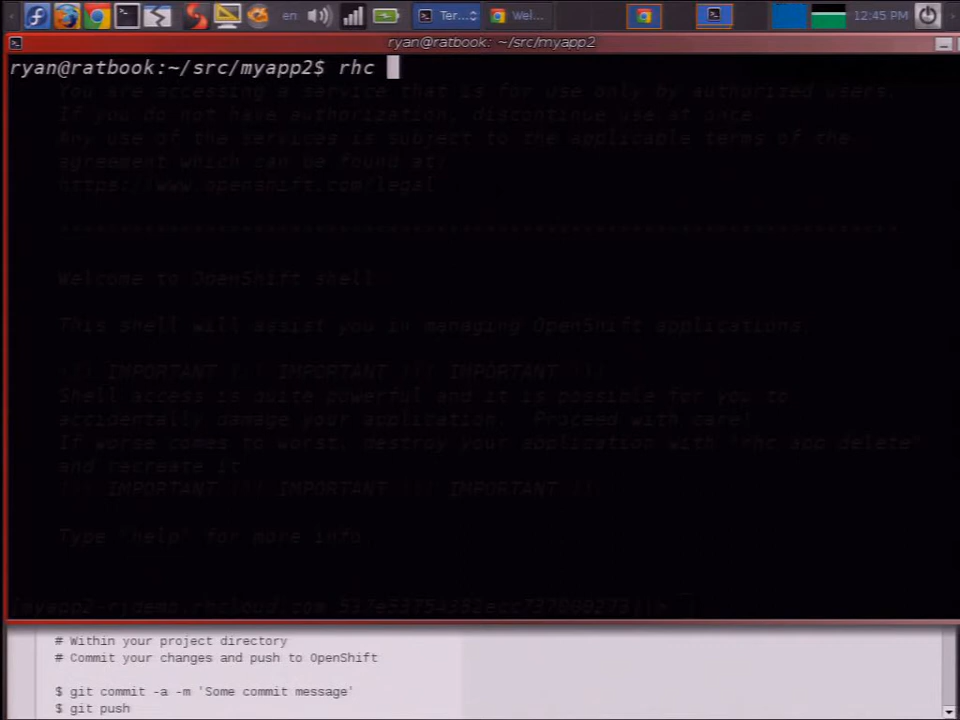 en Ter... Wel... 12:45 PM
ryan@ratbook: ~/src/myapp2
ryan@ratbook:~/src/myapp2$ rhc
You are accessing a service that is for use only by authorized users.
If you do not have authorization, discontinue use at once.
Any use of the services is subject to the applicable terms of the
agreement which can be found at:
https://www.openshift.com/legal
Welcome to OpenShift shell
This shell will assist you in managing OpenShift applications.
!!! IMPORTANT !!! IMPORTANT !!! IMPORTANT !!!
Shell access is quite powerful and it is possible for you to
accidentally damage your application. Proceed with care!
If worse comes to worst, destroy your application with "rhc app delete"
and recreate it
!!! IMPORTANT !!! IMPORTANT !!! IMPORTANT !!!
Type "help" for more info.
# Within your project directory
# Commit your changes and push to OpenShift
$ git commit -a -m 'Some commit message'
$ git push